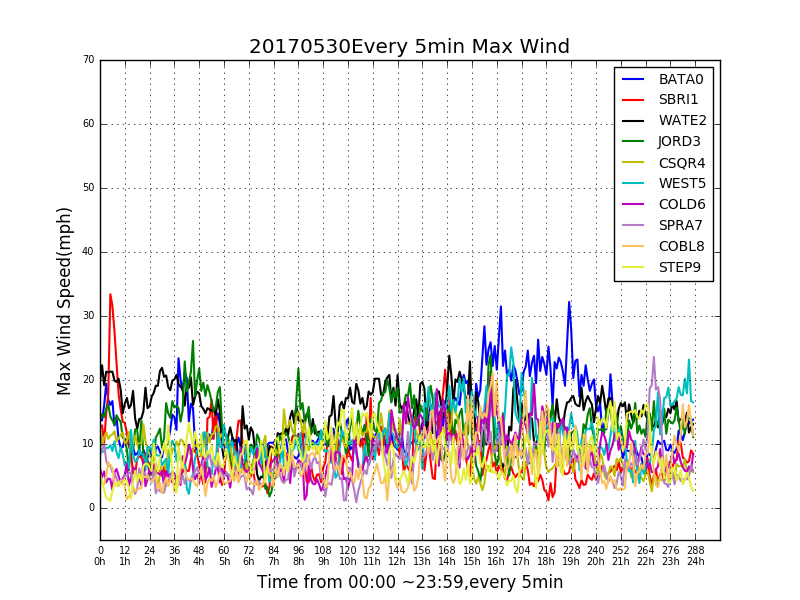 20170530Every 5min Max Wind
70
60
50
40
30
20
10
0
Max Wind Speed(mph)
BATA0
SBRI1
WATE2
JORD3
CSQR4
WEST5
COLD6
SPRA7
COBL8
STEP9
0 12 24 36 48 60 72 84 96 108 120 132 144 156 168 180 192 204 216 228 240 252 264 276 288
0h 1h 2h 3h 4h 5h 6h 7h 8h 9h 10h 11h 12h 13h 14h 15h 16h 17h 18h 19h 20h 21h 22h 23h 24h
Time from 00:00 ~23:59,every 5min